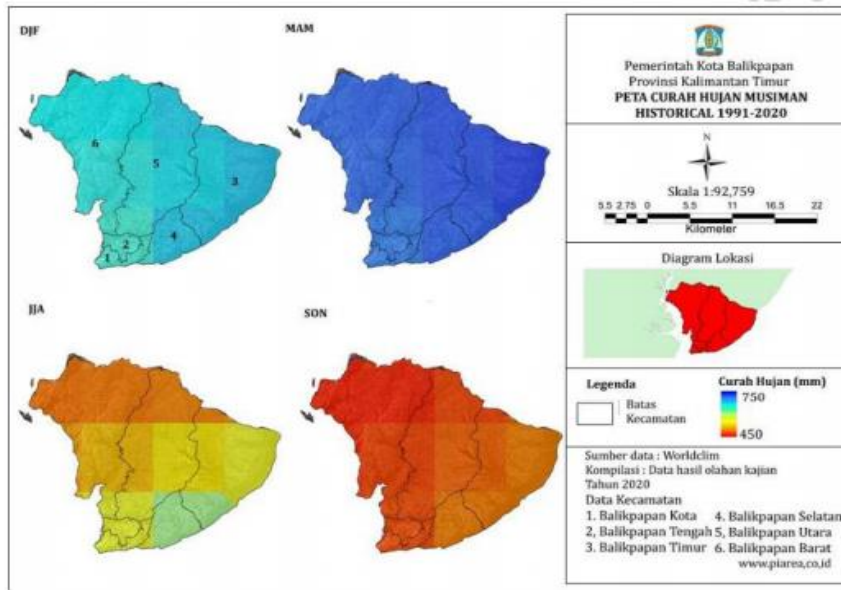 DJF
MAM
6
5
3
4
2
1
JJA
SON
Pemerintah Kota Balikpapan
Provinsi Kalimantan Timur
PETA CURAH HUJAN MUSIMAN
HISTORICAL 1991-2020
N
Skala 1:92,759
5.5 2.75 0 5.5 11 16.5 22
Kilometer
Diagram Lokasi
Legenda
Batas
Kecamatan
Curah Hujan (mm)
750
450
Sumber data : Worldclim
Kompilasi : Data hasil olahan kajian
Tahun 2020
Data Kecamatan
1. Balikpapan Kota 4. Balikpapan Selatan
2, Balikpapan Tengah 5, Balikpapan Utara
3. Balikpapan Timur 6. Balikpapan Barat
www.piarea,co,id